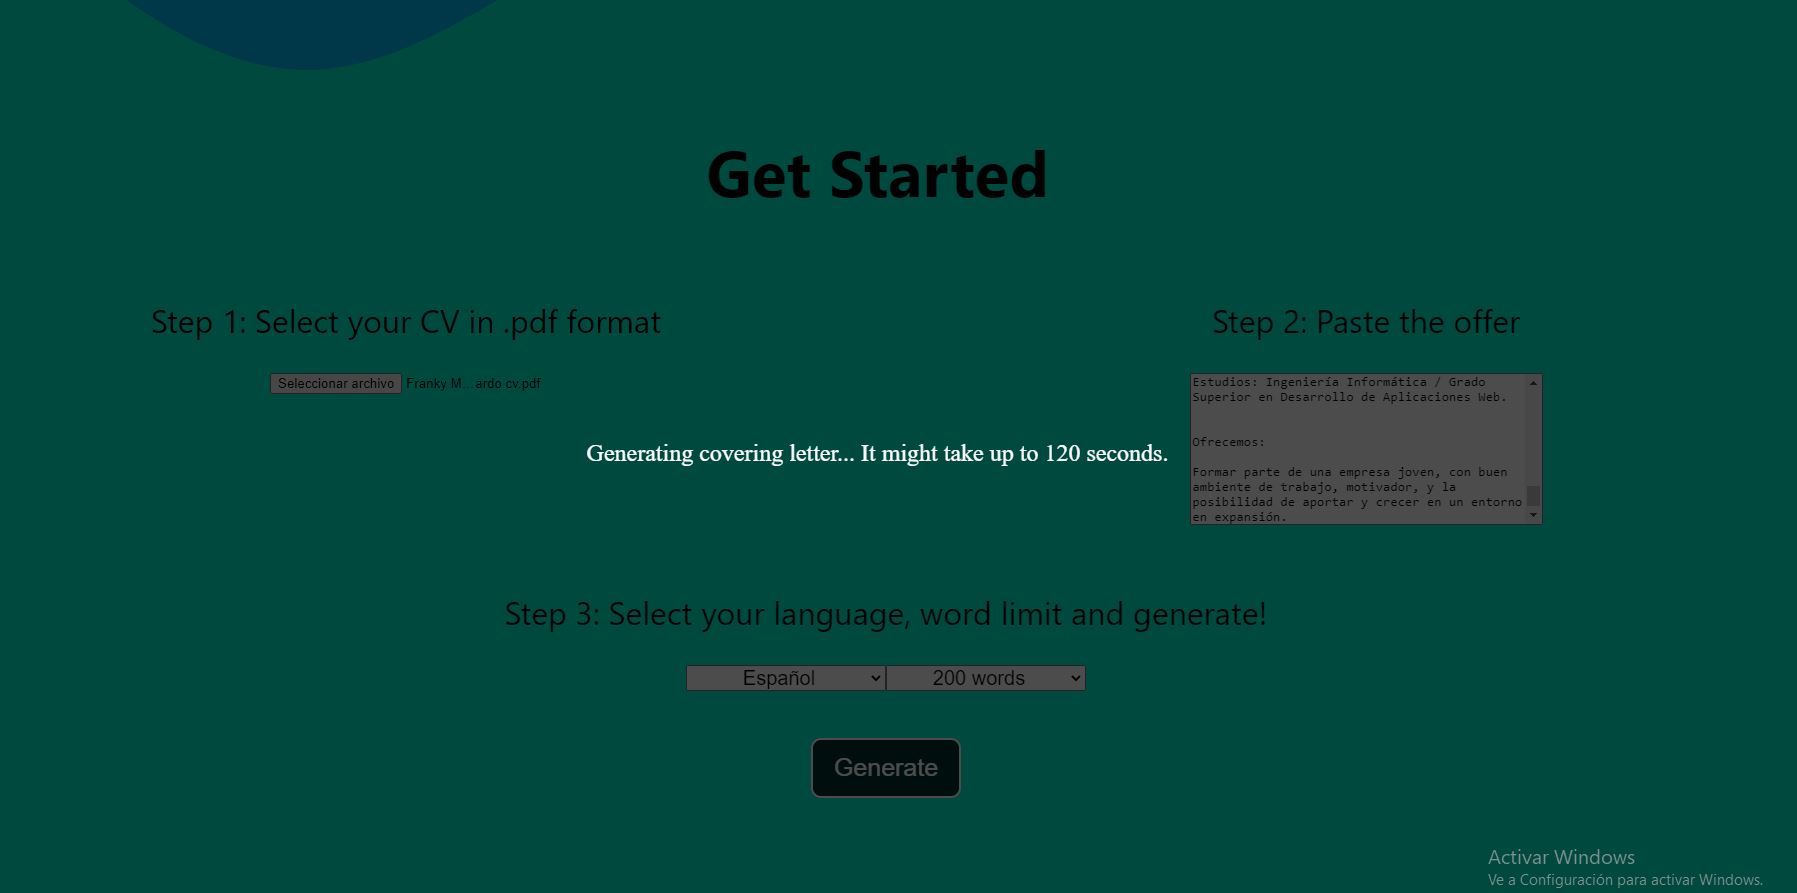 Get Started
Step 1: Select your CV in .pdf format
Seleccionar archivo Franky M...ardo cv.pdf
Step 2: Paste the offer
Estudios: Ingeniería Informática / Grado
Superior en Desarrollo de Aplicaciones Web.
Ofrecemos:
Formar parte de una empresa joven, con buen
ambiente de trabajo, motivador, y la
posibilidad de aportar y crecer en un entorno
en expansión.
Generating covering letter... It might take up to 120 seconds.
Step 3: Select your language, word limit and generate!
Español
200 words
Generate
Activar Windows
Ve a Configuración para activar Windows.